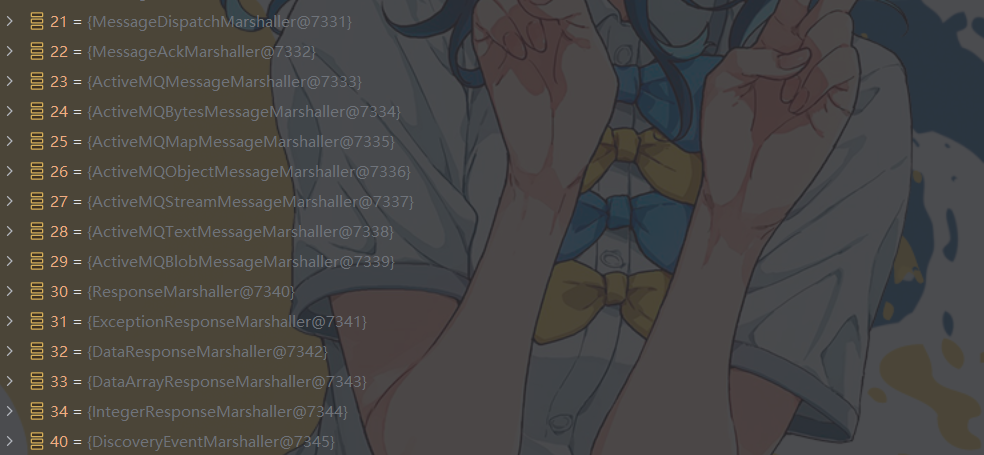 21 = {MessageDispatchMarshaller@7331}
22 = {MessageAckMarshaller@7332}
23 = {ActiveMQMessageMarshaller@7333}
24 = {ActiveMQBytesMessageMarshaller@7334}
25 = {ActiveMQMapMessageMarshaller@7335}
26 = {ActiveMQObjectMessageMarshaller@7336}
27 = {ActiveMQStreamMessageMarshaller@7337}
28 = {ActiveMQTextMessageMarshaller@7338}
29 = {ActiveMQBlobMessageMarshaller@7339}
30 = {ResponseMarshaller@7340}
31 = {ExceptionResponseMarshaller@7341}
32 = {DataResponseMarshaller@7342}
33 = {DataArrayResponseMarshaller@7343}
34 = {IntegerResponseMarshaller@7344}
40 = {DiscoveryEventMarshaller@7345}